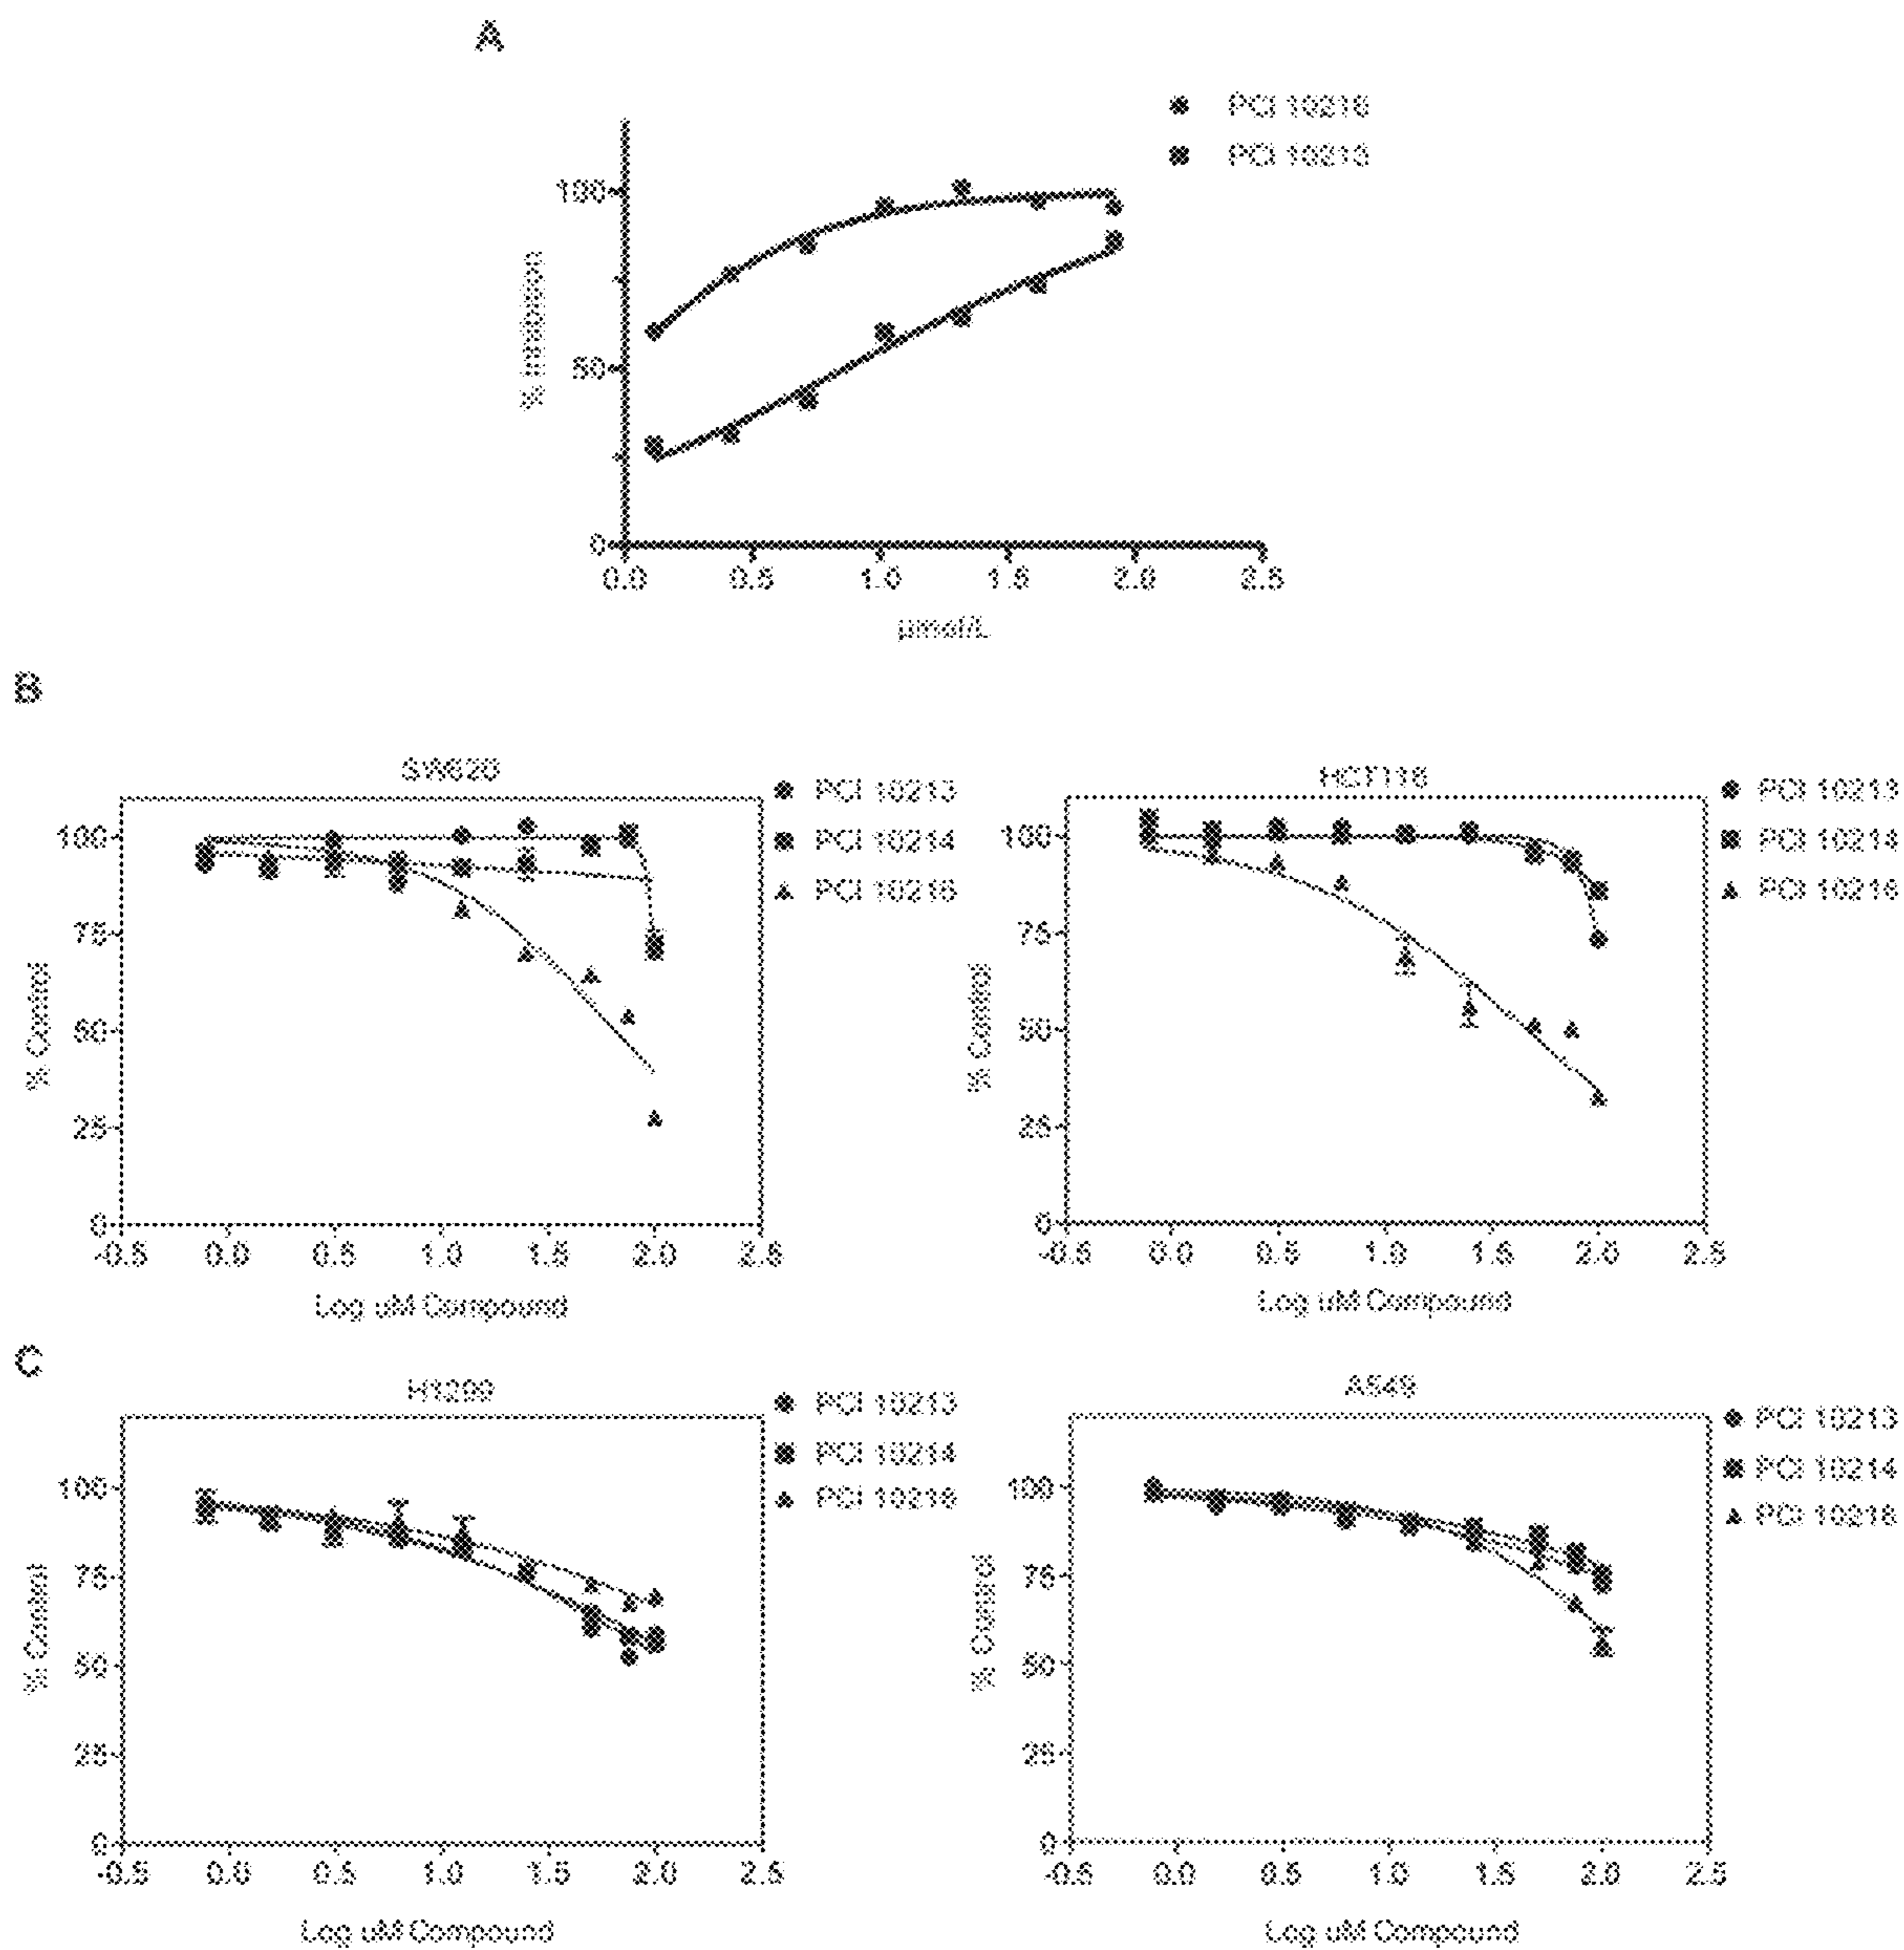 A
PCI 10216
PCI 10213
100
50
0
% Inhibition
0.0 0.5 1.0 1.5 2.0 2.5
µmol/L
B
SW620
PCI 10213
PCI 10214
PCI 10216
100
75
50
25
0
% Control
-0.5 0.0 0.5 1.0 1.5 2.0 2.5
Log uM Compound
HCT116
PCI 10213
PCI 10214
PCI 10216
100
75
50
25
0
% Control
-0.5 0.0 0.5 1.0 1.5 2.0 2.5
Log uM Compound
C
H1299
PCI 10213
PCI 10214
PCI 10216
100
75
50
25
0
% Control
-0.5 0.0 0.5 1.0 1.5 2.0 2.5
Log uM Compound
A549
PCI 10213
PCI 10214
PCI 10216
100
75
50
25
0
% Control
-0.5 0.0 0.5 1.0 1.5 2.0 2.5
Log uM Compound